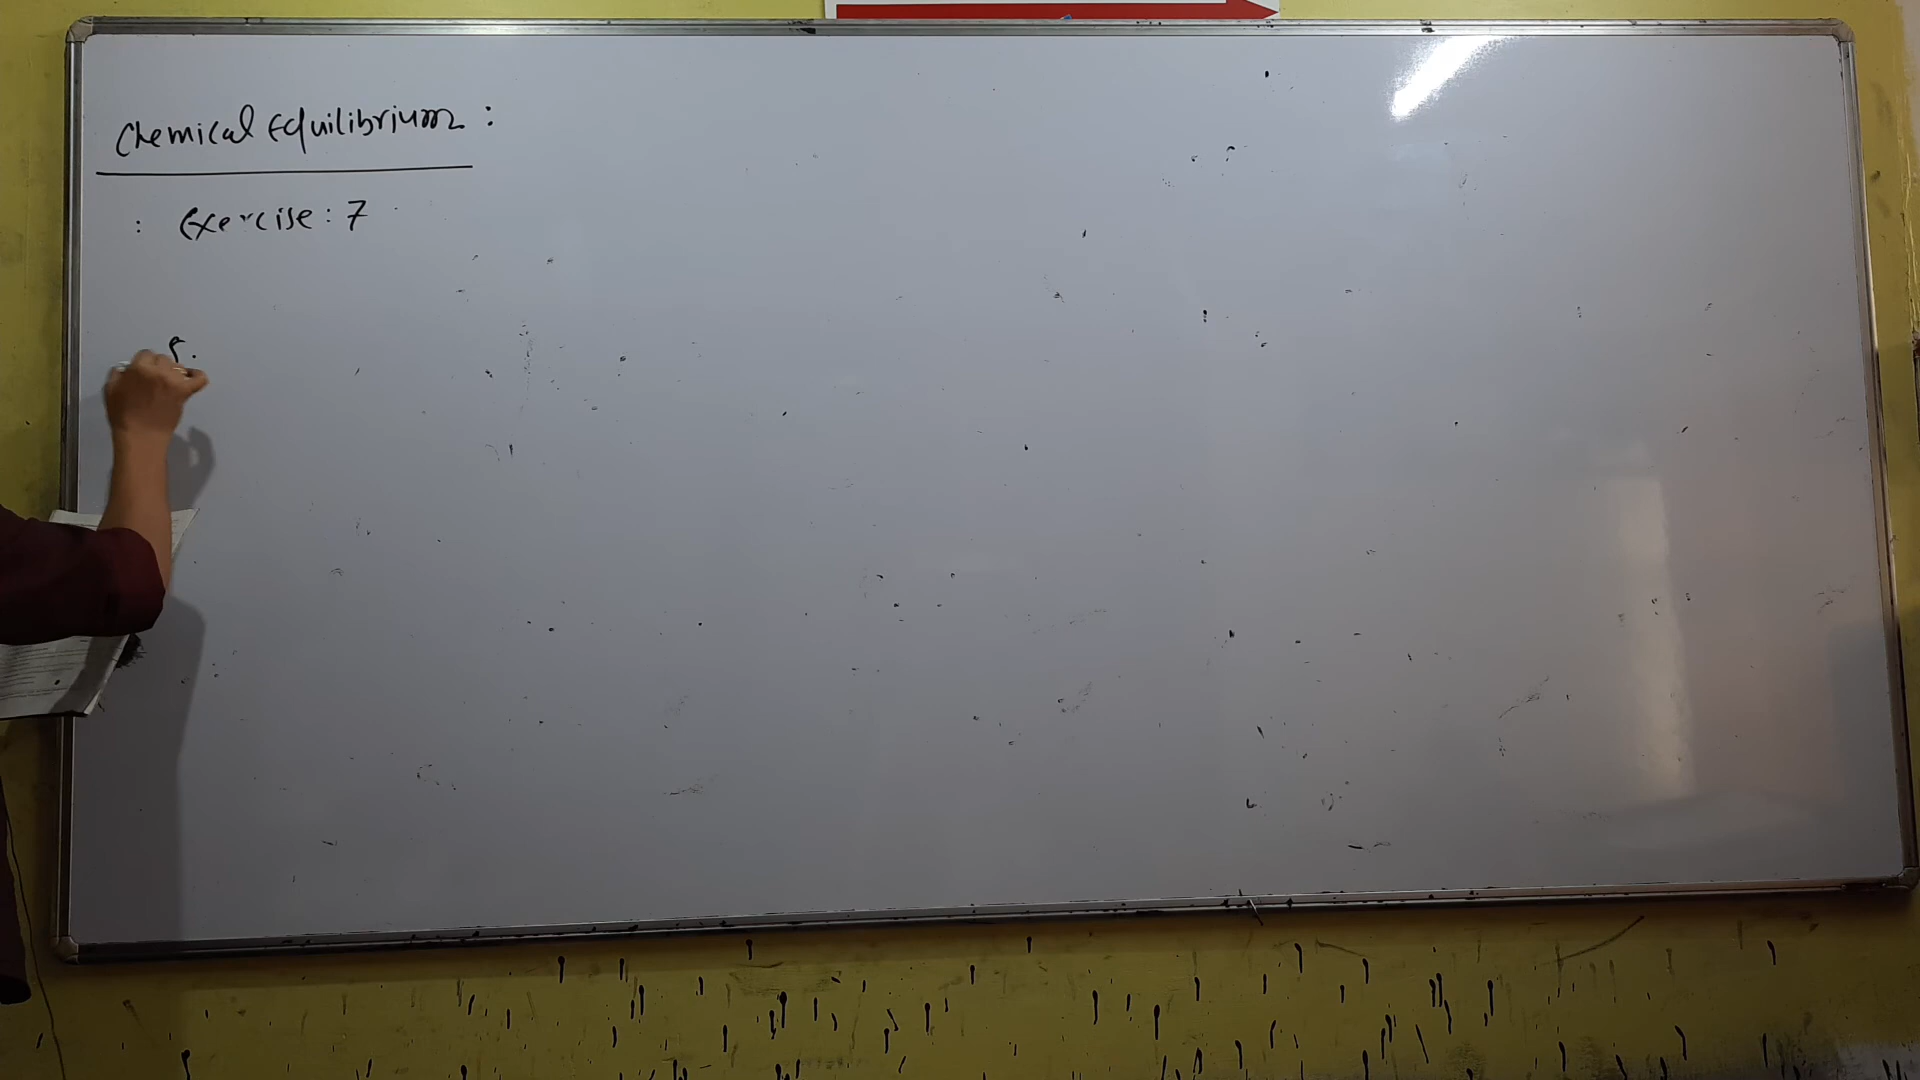 Chemical Equilibrium :
: Exercise : 7